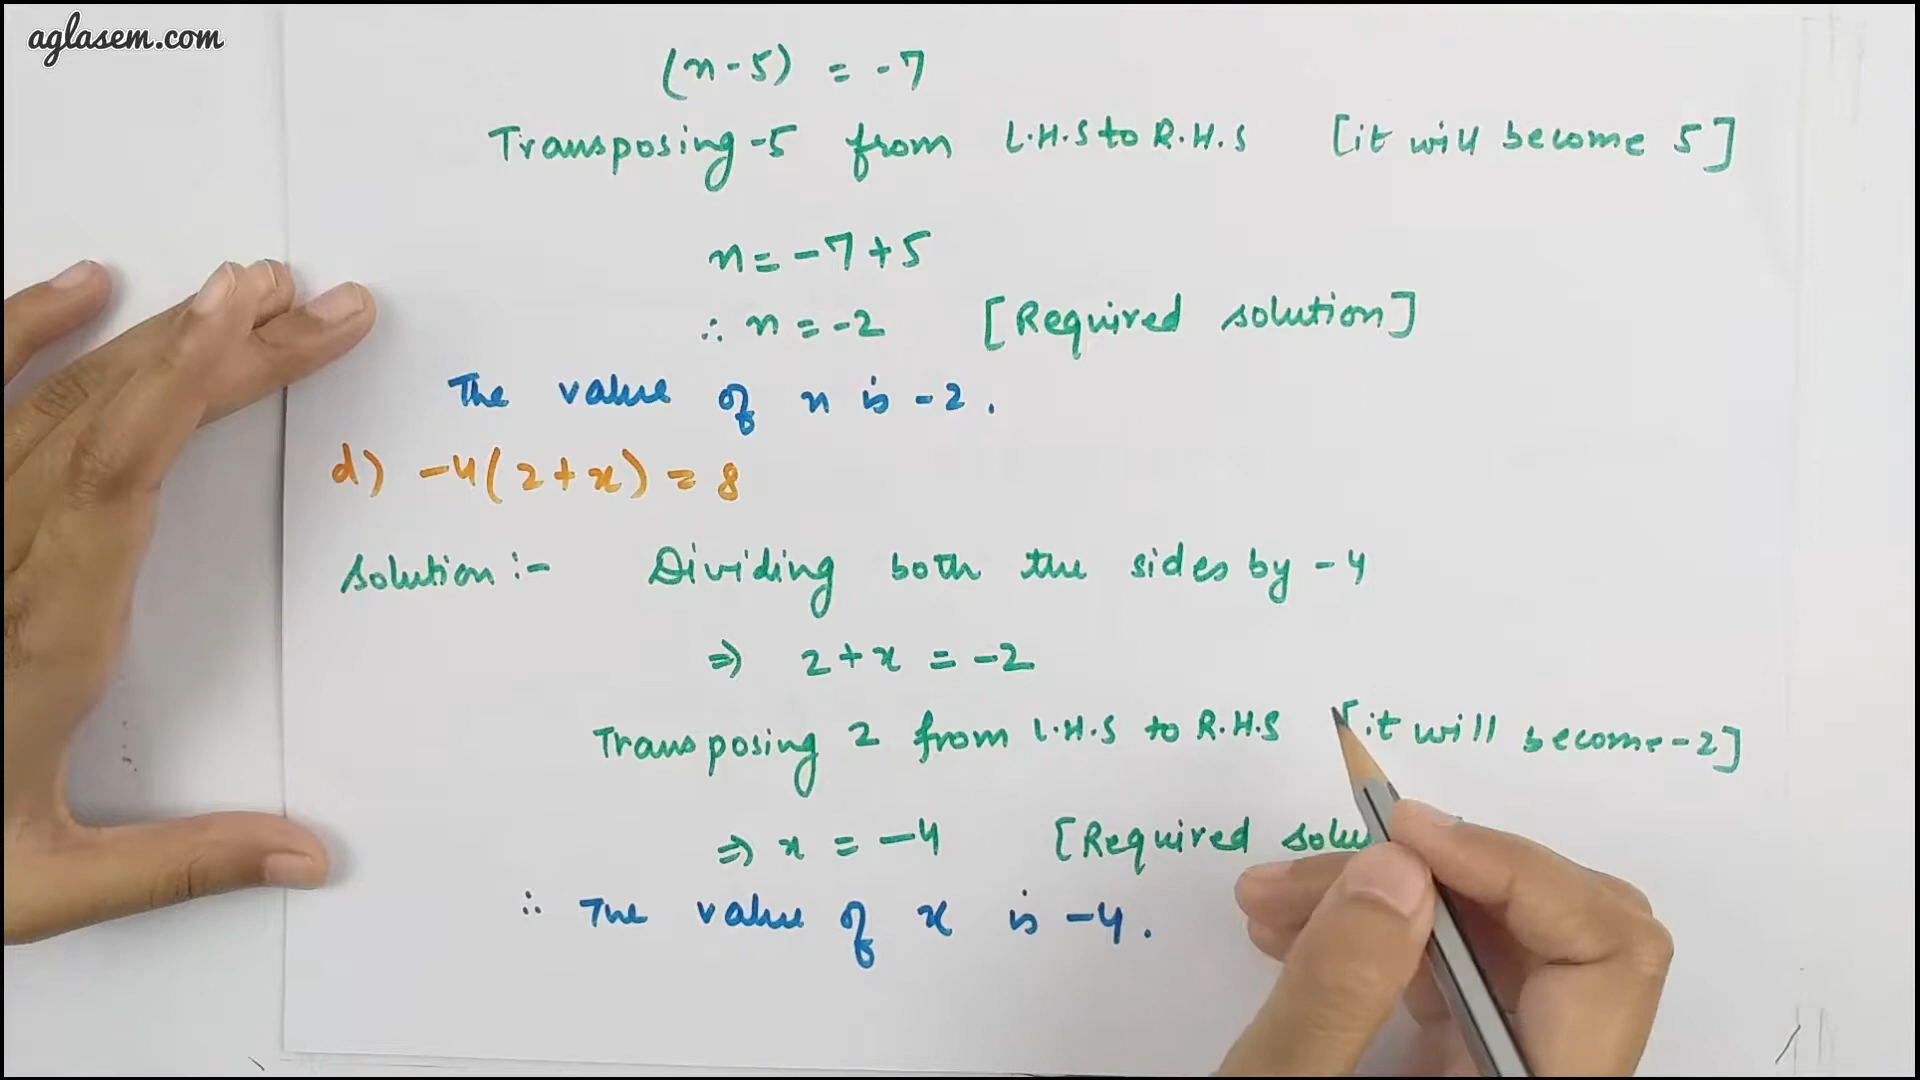 aglasem.com
(n-5) = -7
Transposing -5 from L.H.S to R.H.S [it will become 5]
n = -7+5
∴ n = -2 [Required solution]
The value of n is -2.
d) -4(2+x) = 8
Solution:- Dividing both the sides by -4
⇒ 2+x = -2
Transposing 2 from L.H.S to R.H.S [it will become -2]
⇒ x = -4 [Required
∴ The value of x is -4.